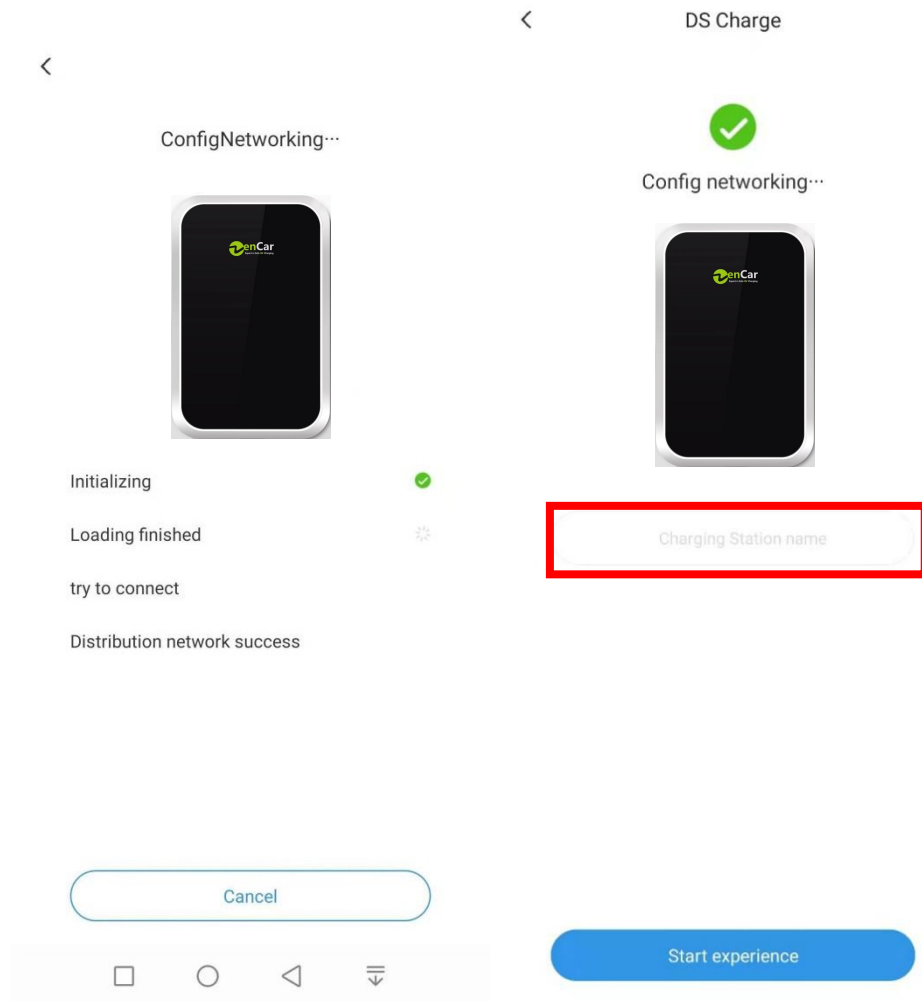 ConfigNetworking···
enCar
Initializing
Loading finished
try to connect
Distribution network success
Cancel
DS Charge
Config networking···
enCar
Charging Station name
Start experience